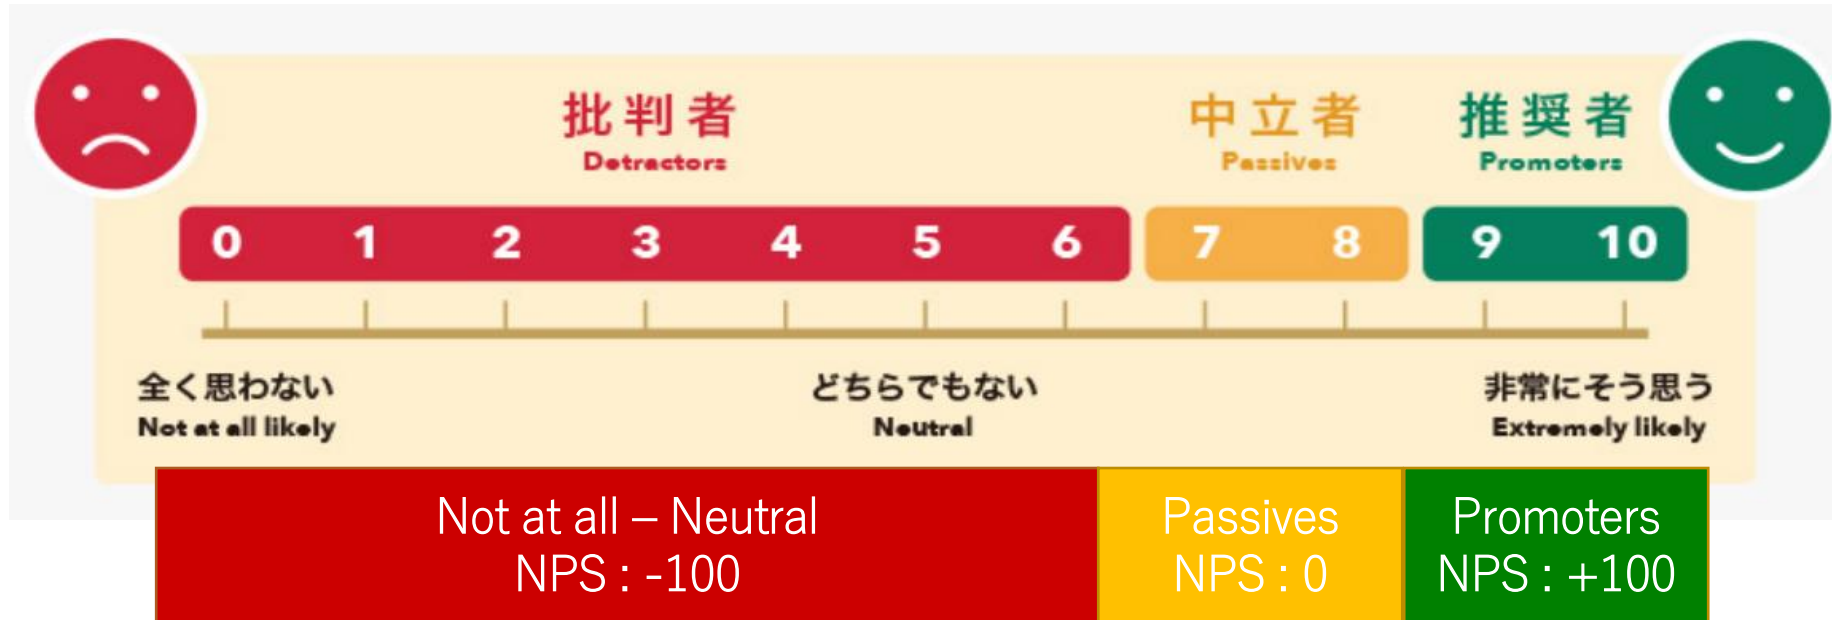 批判者
Detractors
中立者
Passives
推奨者
Promoters
0 1 2 3 4 5 6 7 8 9 10
全く思わない
Not at all likely
どちらでもない
Neutral
非常にそう思う
Extremely likely
Not at all – Neutral
NPS : -100
Passives
NPS : 0
Promoters
NPS : +100